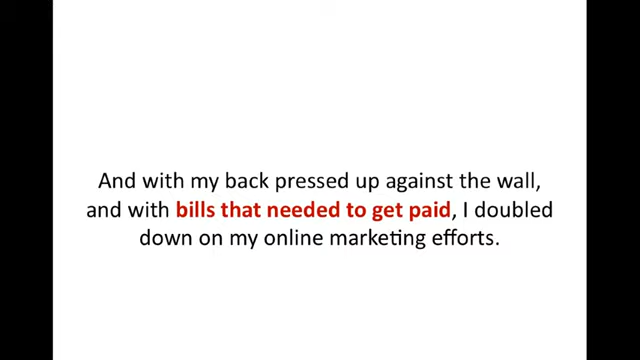 And with my back pressed up against the wall,
and with bills that needed to get paid, I doubled
down on my online marketing efforts.